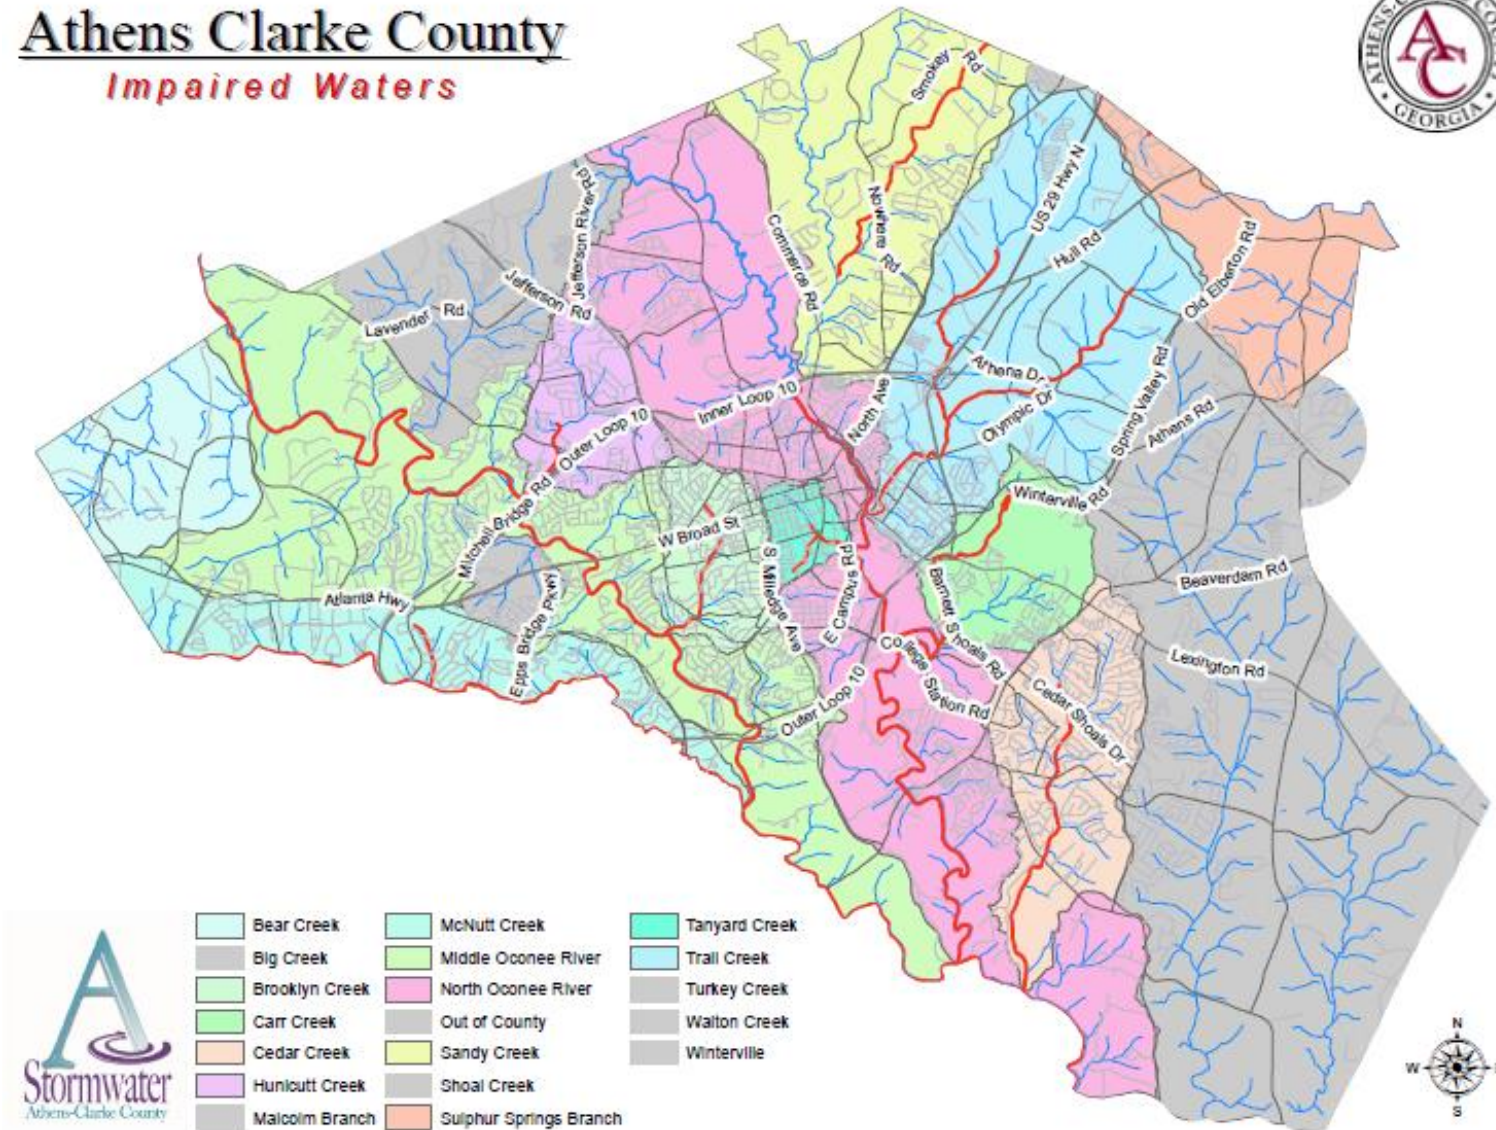 Athens Clarke County
Impaired Waters
AC
GEORGIA
Smokey Rd
Nowhere Rd
Commerce Rd
US 29 Hwy N
Hull Rd
Old Elberton Rd
Jefferson River Rd
Jefferson Rd
Lavender Rd
Athena Dr
Olympic Dr
Spring Valley Rd
Athens Rd
Inner Loop 10
North Ave
Outer Loop 10
Mitchell Bridge Rd
W Broad St
Winterville Rd
Atlanta Hwy
Epps Bridge Pkwy
S. Milledge Ave
E Campus Rd
Barnett Shoals Rd
Beaverdam Rd
College Station Rd
Lexington Rd
Outer Loop 10
Cedar Shoals Dr
Bear Creek
Big Creek
Brooklyn Creek
Carr Creek
Cedar Creek
Hunicutt Creek
Malcolm Branch
McNutt Creek
Middle Oconee River
North Oconee River
Out of County
Sandy Creek
Shoal Creek
Sulphur Springs Branch
Tanyard Creek
Trail Creek
Turkey Creek
Walton Creek
Winterville
Stormwater
Athens-Clarke County
N
W
S